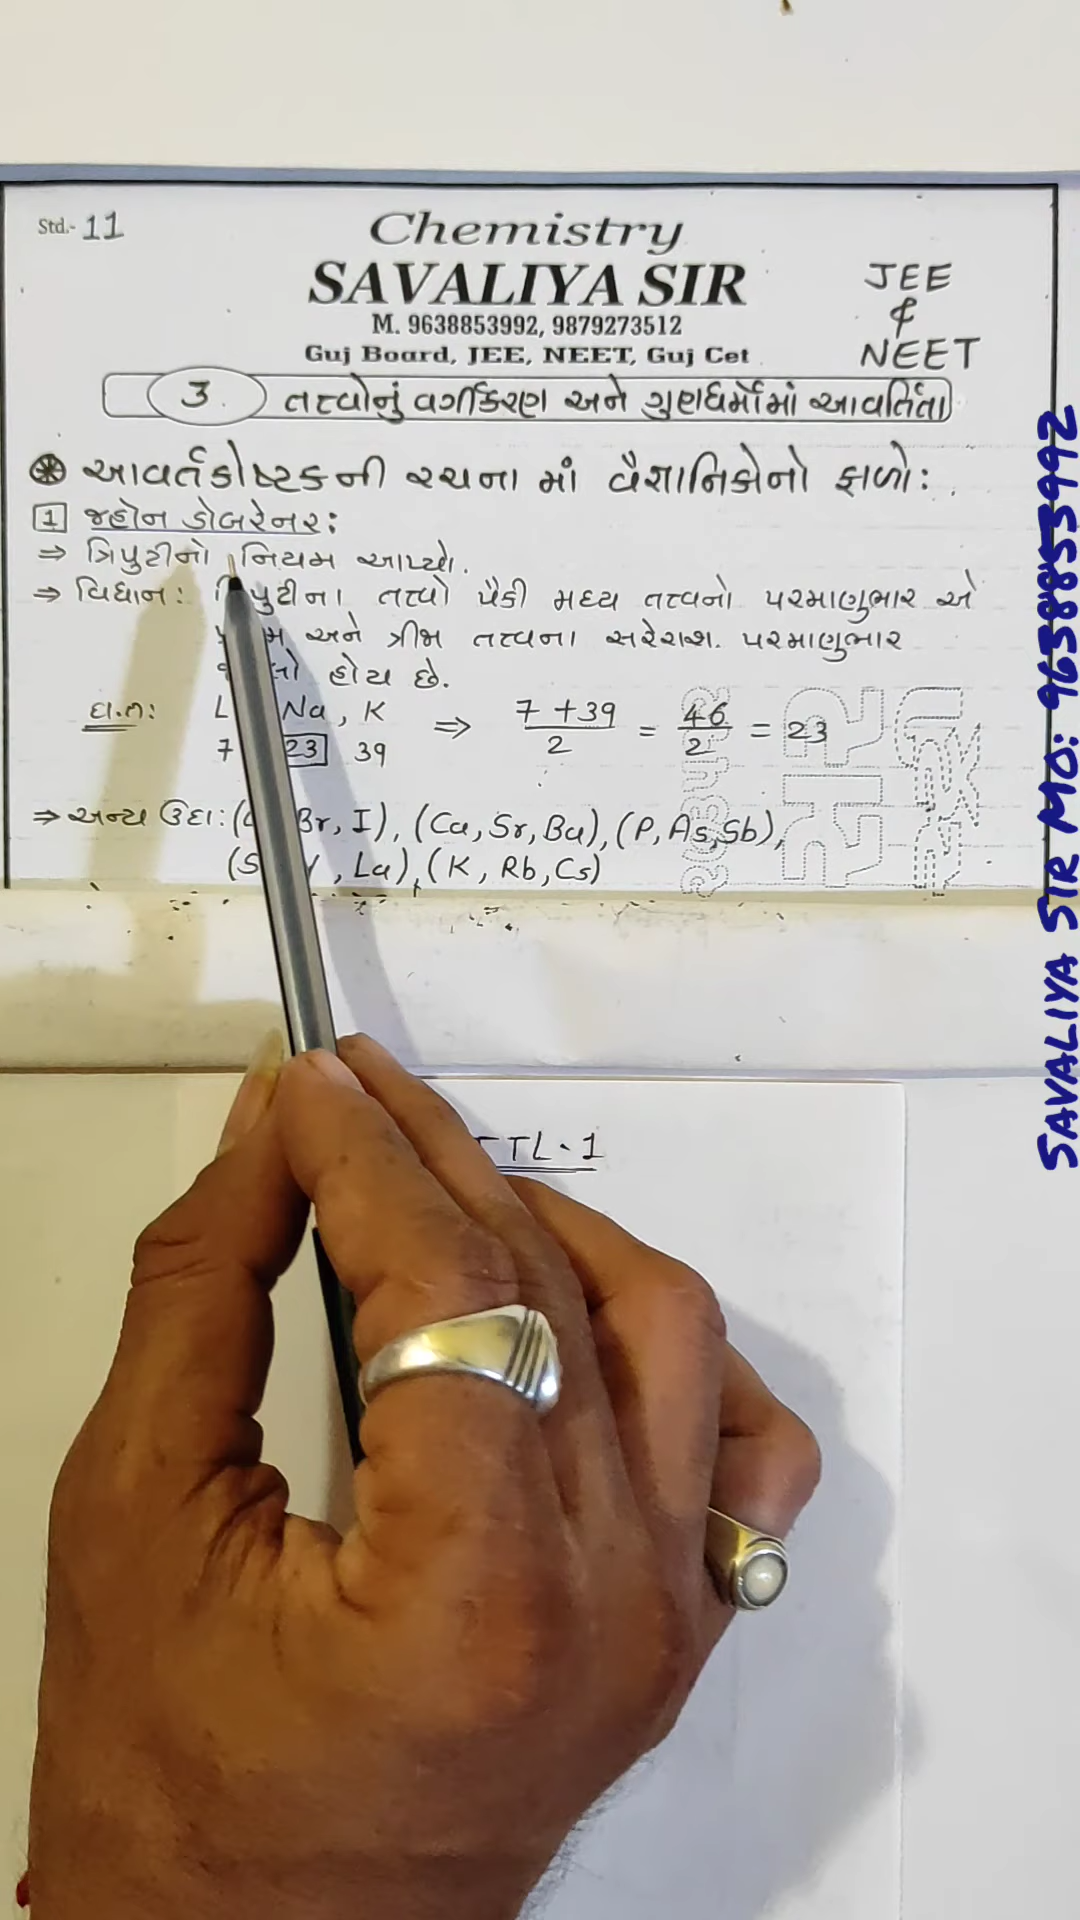 Std.- 11
Chemistry
SAVALIYA SIR
M. 9638853992, 9879273512
Guj Board, JEE, NEET, Guj Cet
JEE
&
NEET
3. તત્વોનું વર્ગીકરણ અને ગુણધર્મોમાં આવર્તિતા
આવર્તકોષ્ટકની રચના માં વૈજ્ઞાનિકોનો ફાળો:
1 જ્હોન ડોબરેનર:
⇒ ત્રિપુટીનો નિયમ આપ્યો.
⇒ વિધાન: ત્રિપુટીના તત્વો પૈકી મધ્ય તત્વનો પરમાણુભાર એ
અને ત્રીજા તત્વના સરેરાશ પરમાણુભાર
હોય છે.
દા.ત: Na, K ⇒ 7 + 39 / 2 = 46 / 2 = 23
7 23 39
⇒ અન્ય ઉદા: Br, I), (Ca, Sr, Ba), (P, As, Sb),
, La), (K, Rb, Cs)
TTL-1
SAVALIYA SIR MO: 9638853992